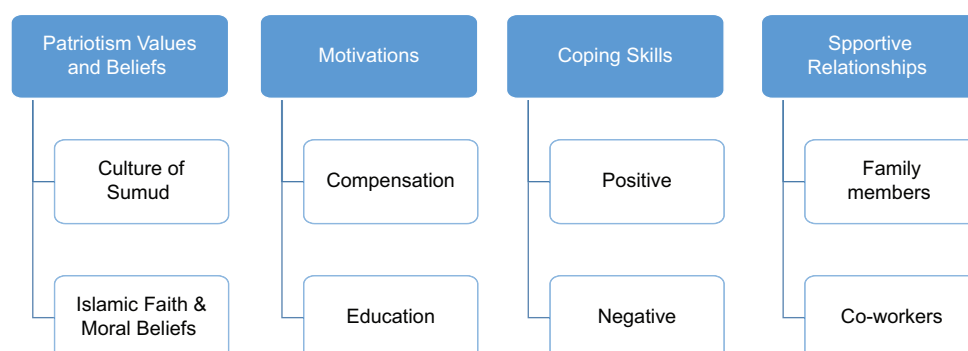 Patriotism Values
and Beliefs
Culture of
Sumud
Islamic Faith &
Moral Beliefs
Motivations
Compensation
Education
Coping Skills
Positive
Negative
Spportive
Relationships
Family
members
Co-workers